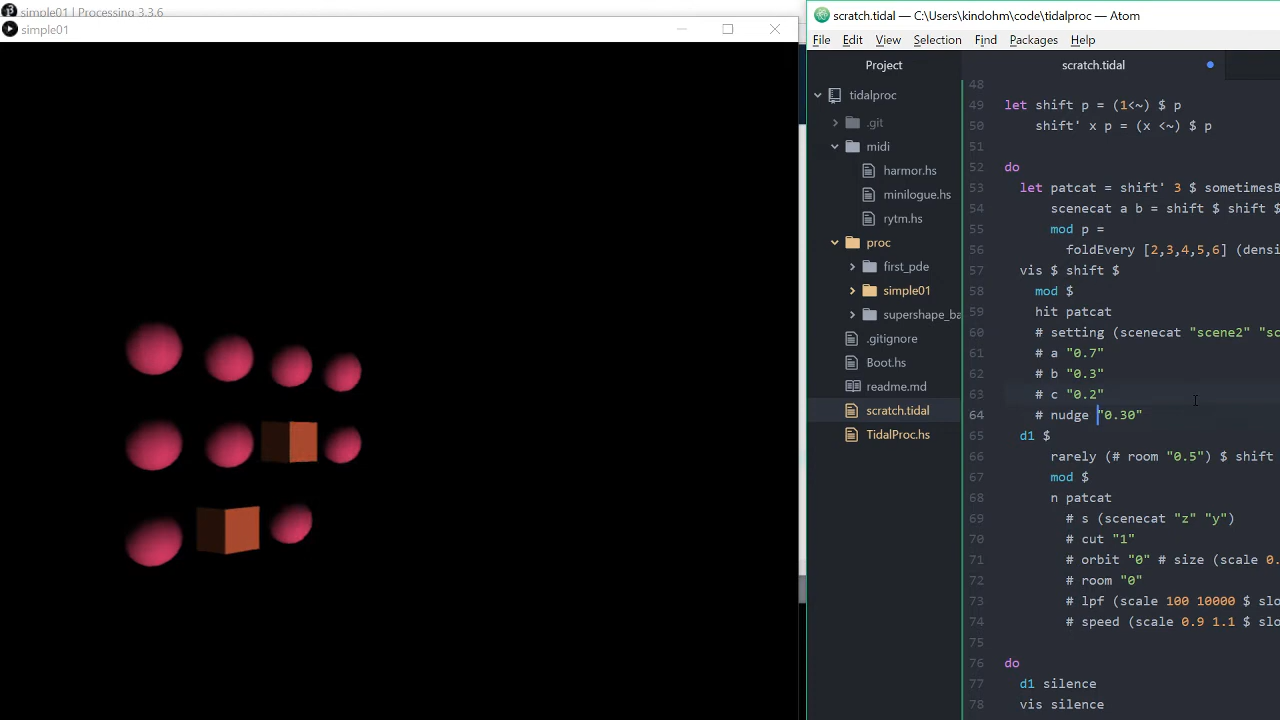 simple01 | Processing 3.3.6
simple01
scratch.tidal — C:\Users\kindohm\code\tidalproc — Atom
File Edit View Selection Find Packages Help
Project
tidalproc
.git
midi
harmor.hs
minilogue.hs
rytm.hs
proc
first_pde
simple01
supershape_ba
.gitignore
Boot.hs
readme.md
scratch.tidal
TidalProc.hs
scratch.tidal
48
49 let shift p = (1<~) $ p
50 shift' x p = (x <~) $ p
51
52 do
53 let patcat = shift' 3 $ sometimesB
54 scenecat a b = shift $ shift $
55 mod p =
56 foldEvery [2,3,4,5,6] (densi
57 vis $ shift $
58 mod $
59 hit patcat
60 # setting (scenecat "scene2" "sc
61 # a "0.7"
62 # b "0.3"
63 # c "0.2"
64 # nudge "0.30"
65 d1 $
66 rarely (# room "0.5") $ shift
67 mod $
68 n patcat
69 # s (scenecat "z" "y")
70 # cut "1"
71 # orbit "0" # size (scale 0.
72 # room "0"
73 # lpf (scale 100 10000 $ slo
74 # speed (scale 0.9 1.1 $ slo
75
76 do
77 d1 silence
78 vis silence